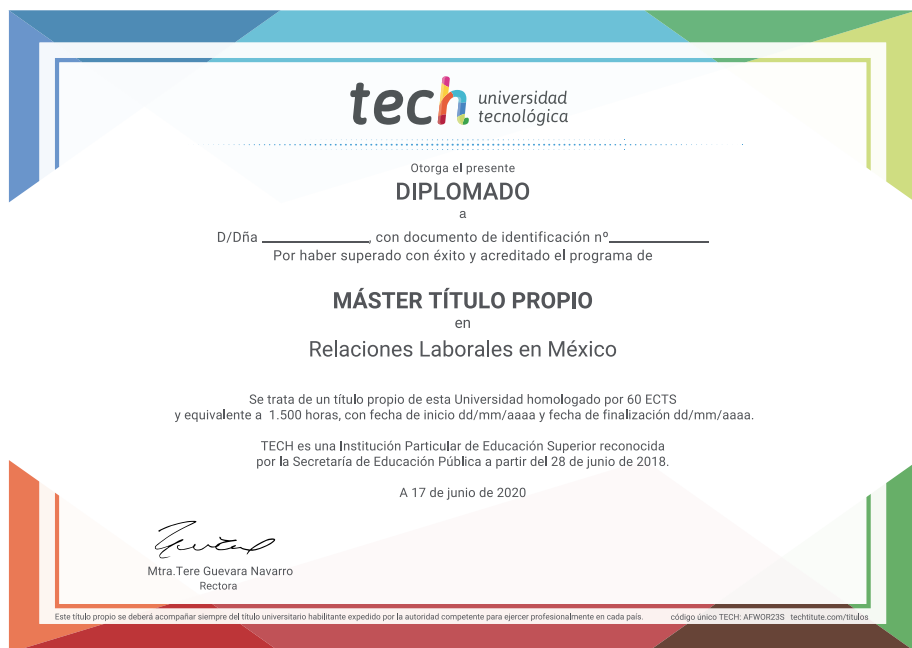 tech universidad
tecnológica
Otorga el presente
DIPLOMADO
a
D/Dña ____________, con documento de identificación nº____________
Por haber superado con éxito y acreditado el programa de
MÁSTER TÍTULO PROPIO
en
Relaciones Laborales en México
Se trata de un título propio de esta Universidad homologado por 60 ECTS
y equivalente a 1.500 horas, con fecha de inicio dd/mm/aaaa y fecha de finalización dd/mm/aaaa.
TECH es una Institución Particular de Educación Superior reconocida
por la Secretaría de Educación Pública a partir del 28 de junio de 2018.
A 17 de junio de 2020
Mtra.Tere Guevara Navarro
Rectora
Este título propio se deberá acompañar siempre del título universitario habilitante expedido por la autoridad competente para ejercer profesionalmente en cada país. código único TECH: AFWOR23S techtitute.com/titulos